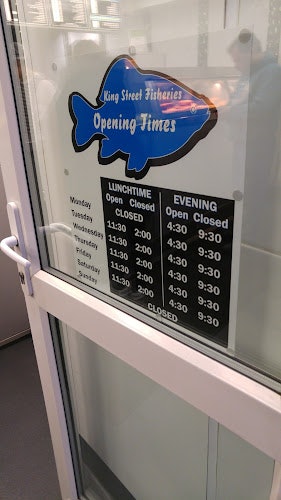 King Street Fisheries
Opening Times
LUNCHTIME EVENING
Open Closed Open Closed
Monday CLOSED 4:30 9:30
Tuesday 11:30 2:00 4:30 9:30
Wednesday 11:30 2:00 4:30 9:30
Thursday 11:30 2:00 4:30 9:30
Friday 11:30 2:00 4:30 9:30
Saturday 11:30 2:00 4:30 9:30
Sunday CLOSED